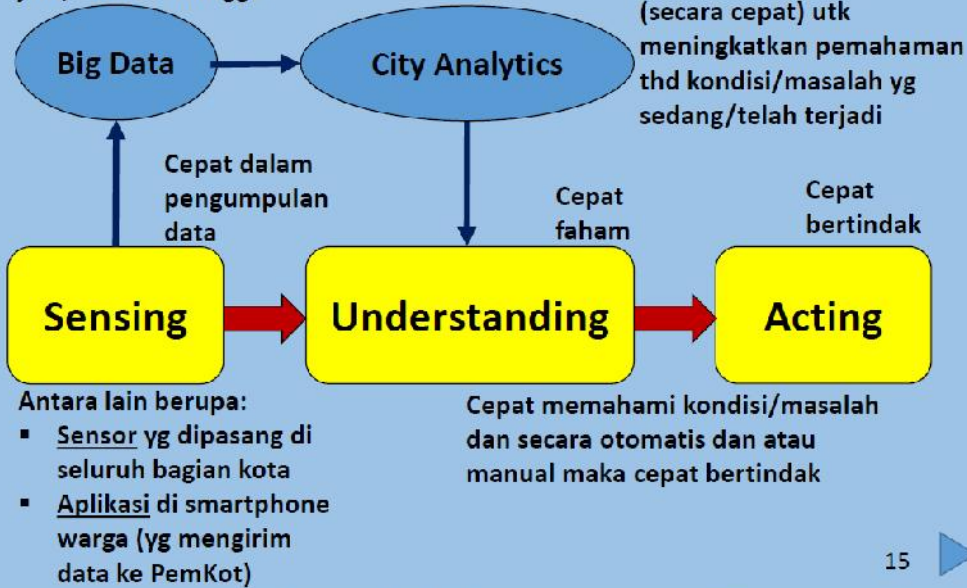 (secara cepat) utk
meningkatkan pemahaman
thd kondisi/masalah yg
sedang/telah terjadi
Big Data
City Analytics
Cepat dalam
pengumpulan
data
Cepat
faham
Cepat
bertindak
Sensing
Understanding
Acting
Antara lain berupa:
▪ Sensor yg dipasang di
seluruh bagian kota
▪ Aplikasi di smartphone
warga (yg mengirim
data ke PemKot)
Cepat memahami kondisi/masalah
dan secara otomatis dan atau
manual maka cepat bertindak
15